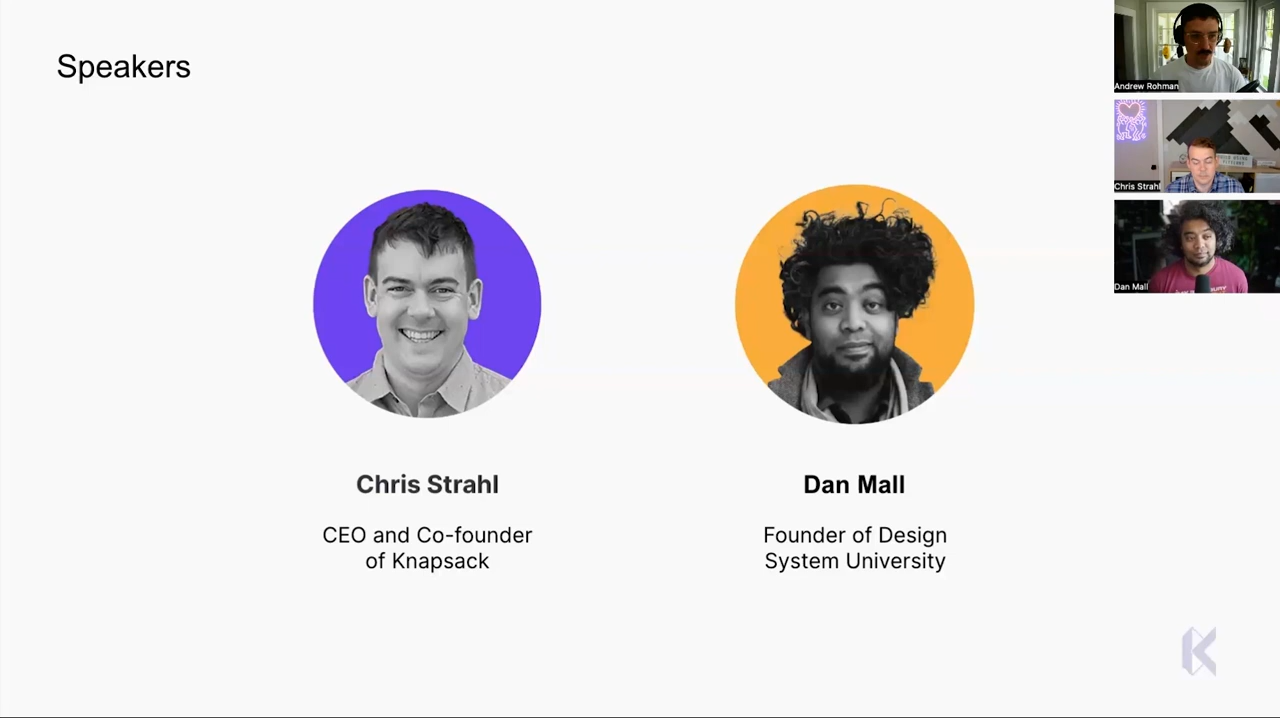 Speakers
Chris Strahl
CEO and Co-founder
of Knapsack
Dan Mall
Founder of Design
System University
Andrew Rohman
Chris Strahl
Dan Mall